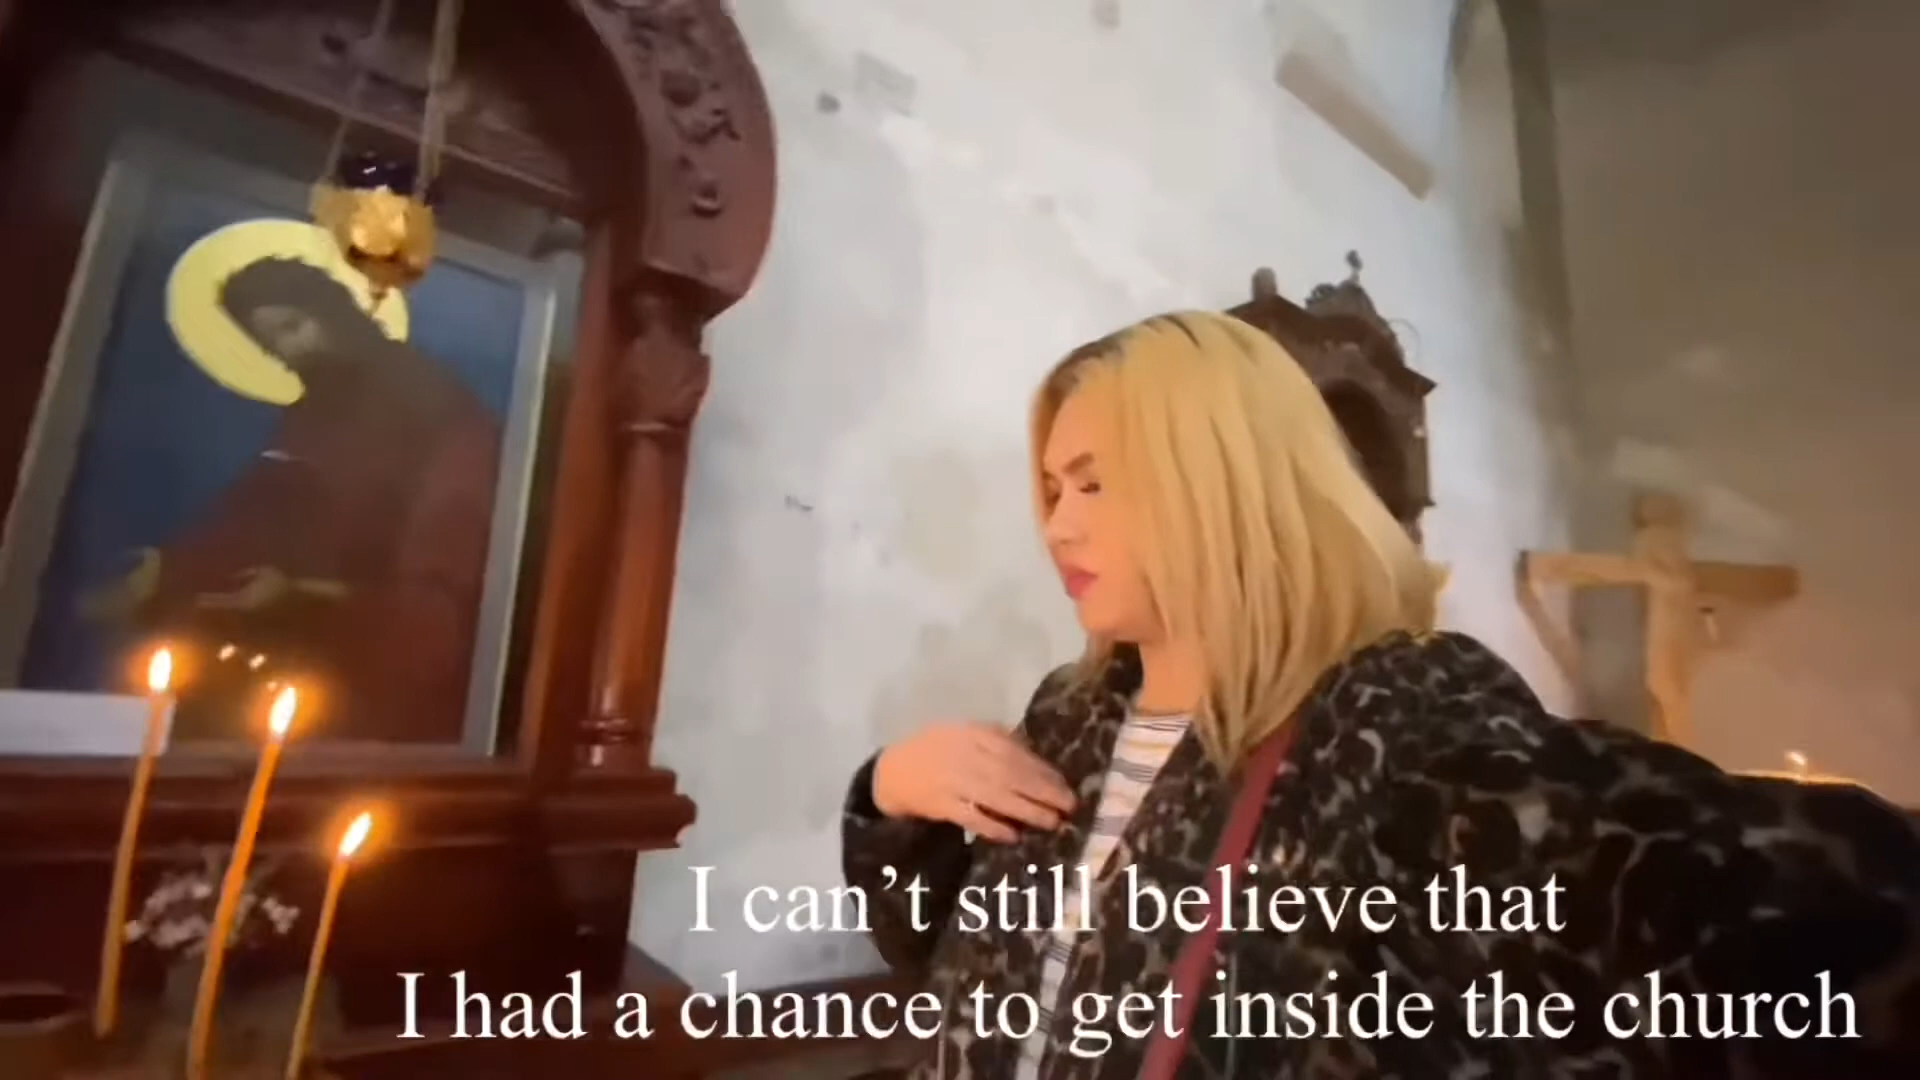 I can’t still believe that
I had a chance to get inside the church